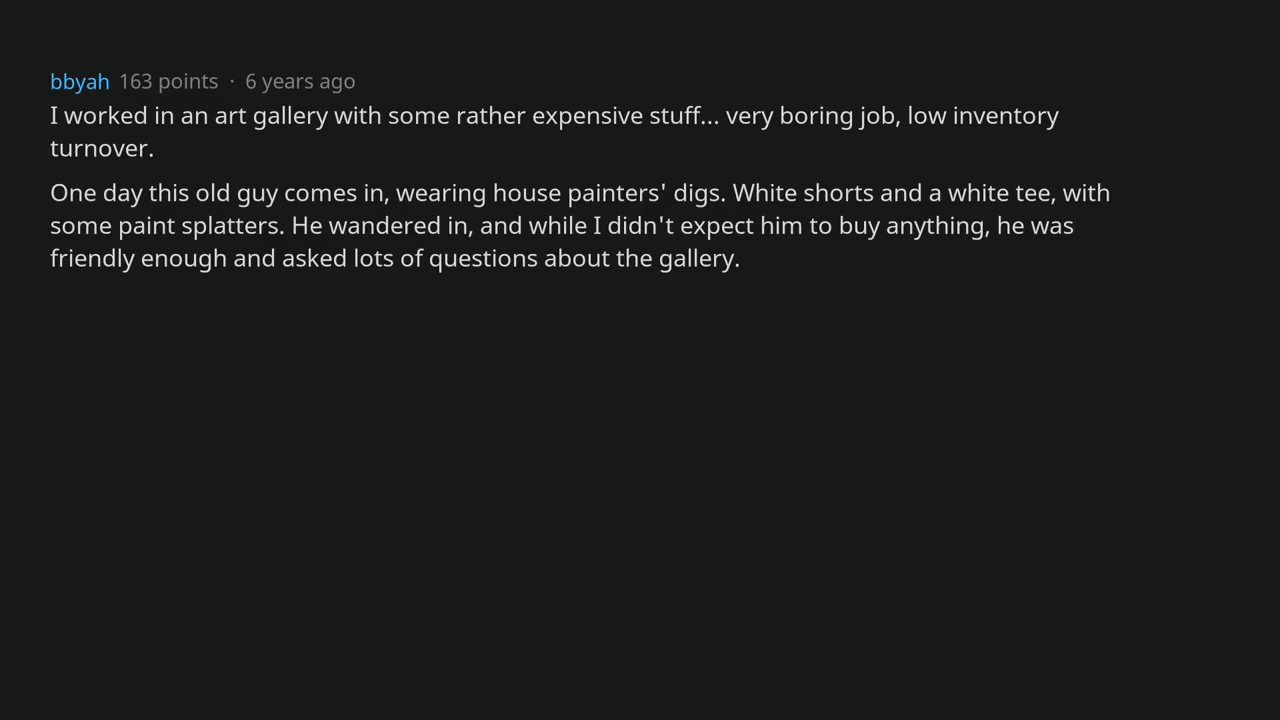 bbyah 163 points · 6 years ago
I worked in an art gallery with some rather expensive stuff... very boring job, low inventory
turnover.
One day this old guy comes in, wearing house painters' digs. White shorts and a white tee, with
some paint splatters. He wandered in, and while I didn't expect him to buy anything, he was
friendly enough and asked lots of questions about the gallery.